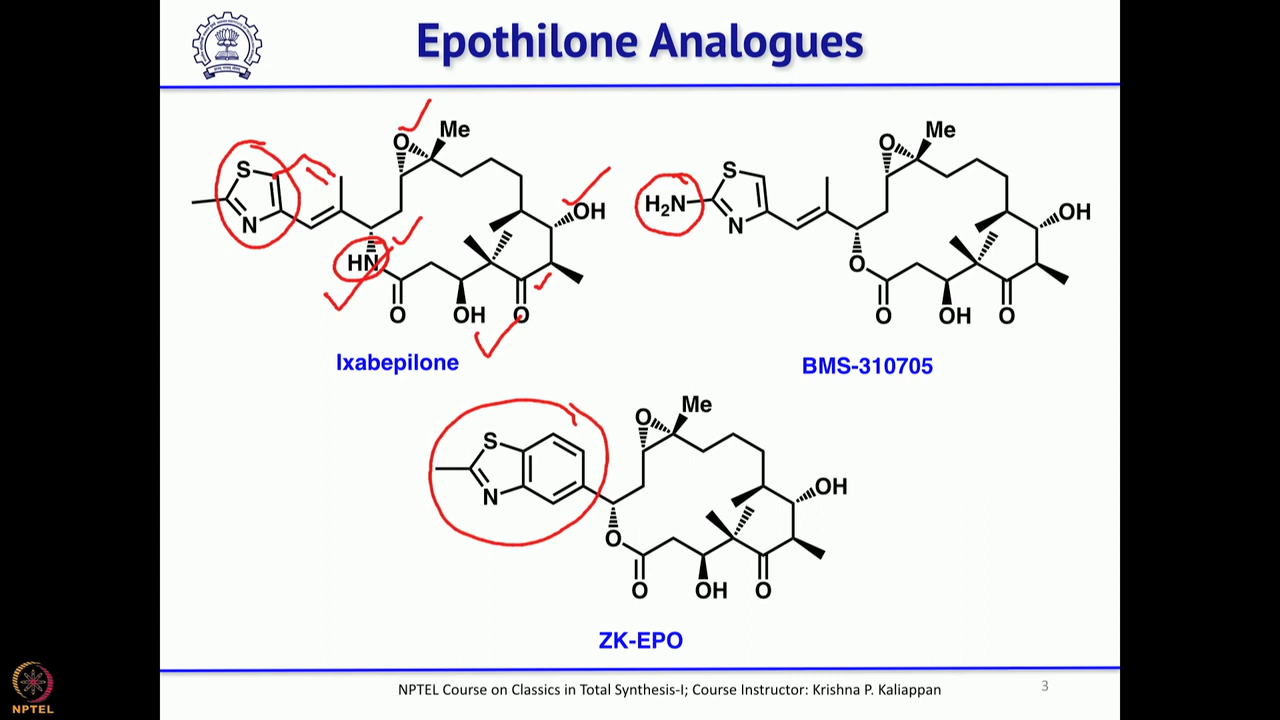 Epothilone Analogues
O
Me
S
N
OH
HN
O
OH
O
Ixabepilone
O
Me
S
H₂N
N
OH
O
O
OH
O
BMS-310705
O
Me
S
N
OH
O
O
OH
O
ZK-EPO
NPTEL Course on Classics in Total Synthesis-I; Course Instructor: Krishna P. Kaliappan
3
NPTEL